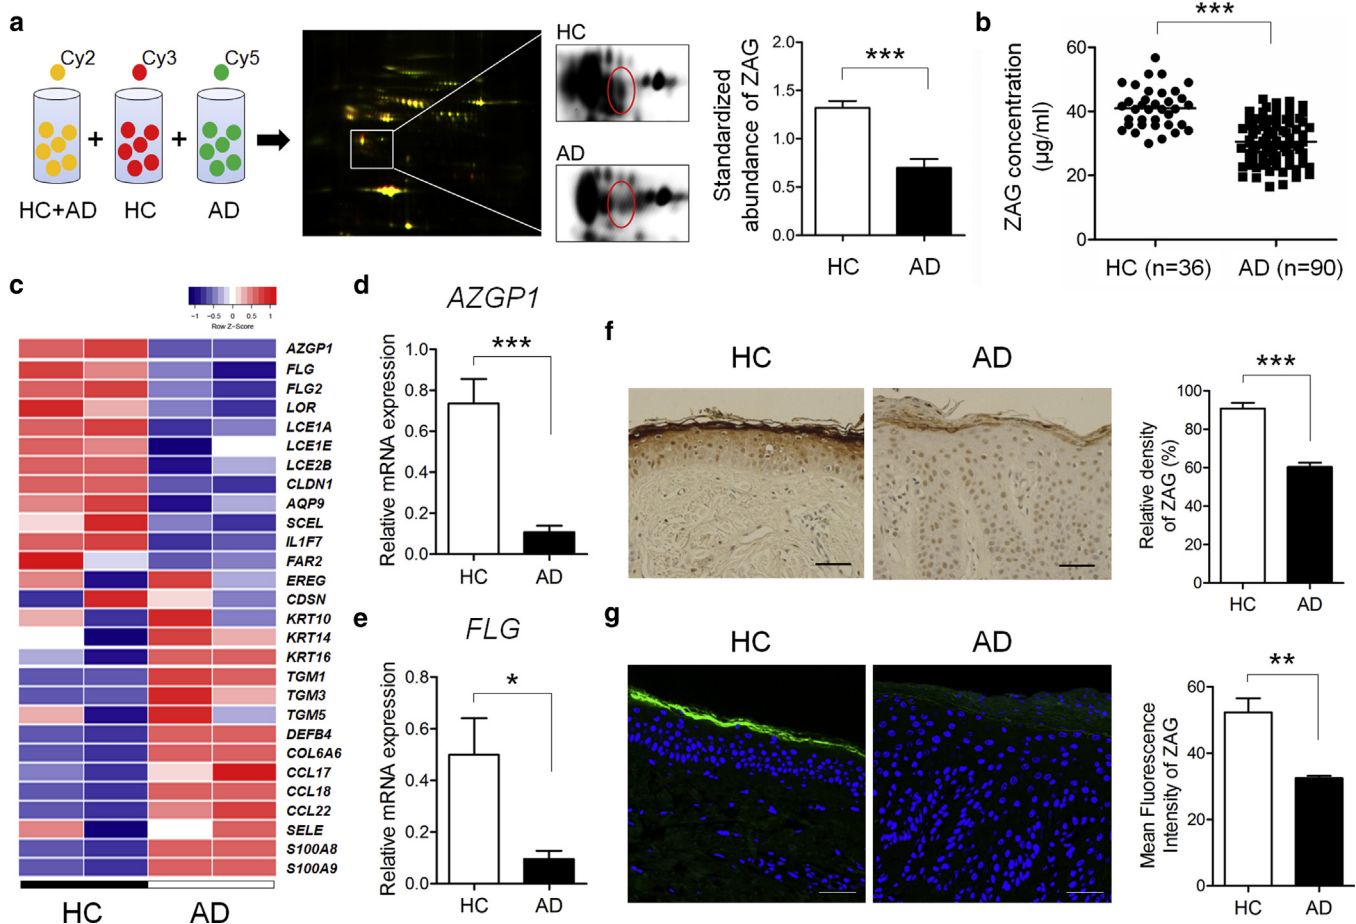 a
Cy2
Cy3
Cy5
+
+
HC+AD
HC
AD
HC
AD
Standardized
abundance of ZAG
2.0
1.5
1.0
0.5
0.0
***
HC
AD
b
***
ZAG concentration
(µg/ml)
60
40
20
0
HC (n=36)
AD (n=90)
c
-1 -0.5 0 0.5 1
Row Z-Score
AZGP1
FLG
FLG2
LOR
LCE1A
LCE1E
LCE2B
CLDN1
AQP9
SCEL
IL1F7
FAR2
EREG
CDSN
KRT10
KRT14
KRT16
TGM1
TGM3
TGM5
DEFB4
COL6A6
CCL17
CCL18
CCL22
SELE
S100A8
S100A9
HC
AD
d
AZGP1
Relative mRNA expression
1.0
0.8
0.6
0.4
0.2
0.0
***
HC
AD
e
FLG
Relative mRNA expression
0.8
0.6
0.4
0.2
0.0
*
HC
AD
f
HC
AD
Relative density
of ZAG (%)
100
80
60
40
20
0
***
HC
AD
g
HC
AD
Mean Fluorescence
Intensity of ZAG
60
40
20
0
**
HC
AD